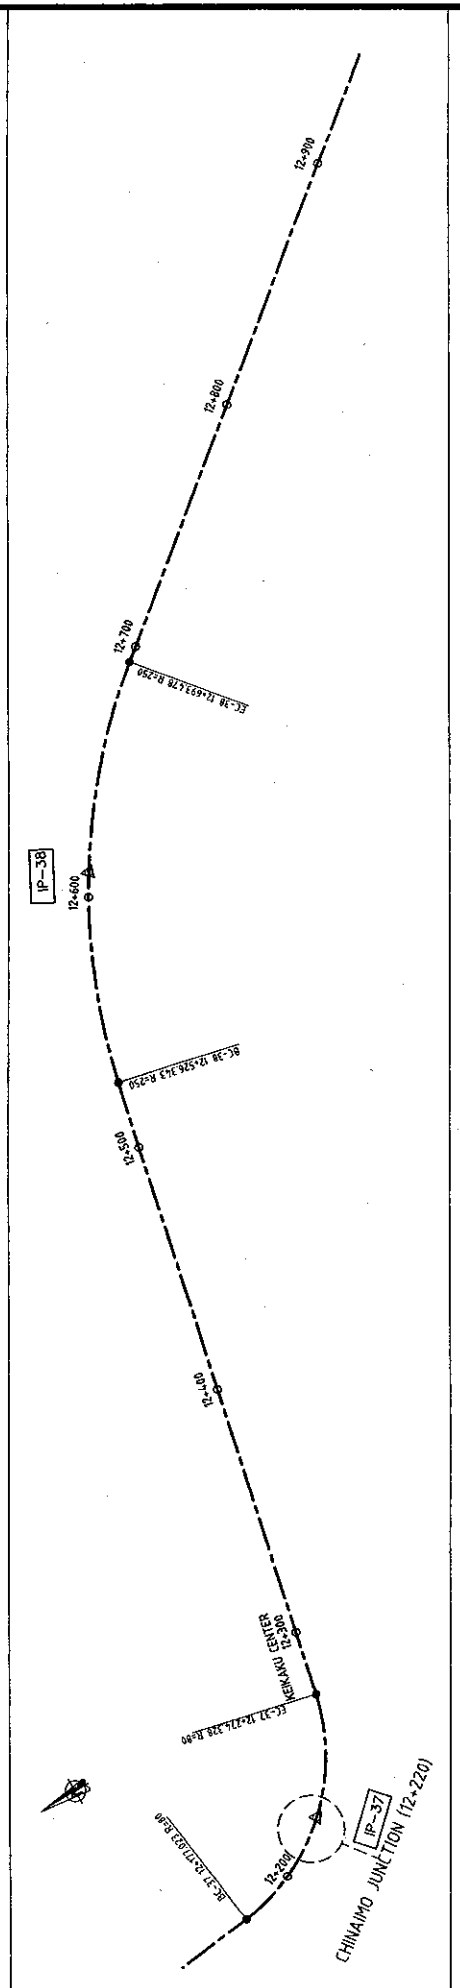 12+900
12+800
12+700
EC-38 12+693.478 R=250
IP-38
12+600
BC-38 12+526.343 R=250
12+500
12+400
KEIKAKU CENTER
12+300
EC-37 12+274.328 R=80
BC-37 12+177.023 R=80
12+200
IP-37
CHINAIMO JUNCTION (12+220)